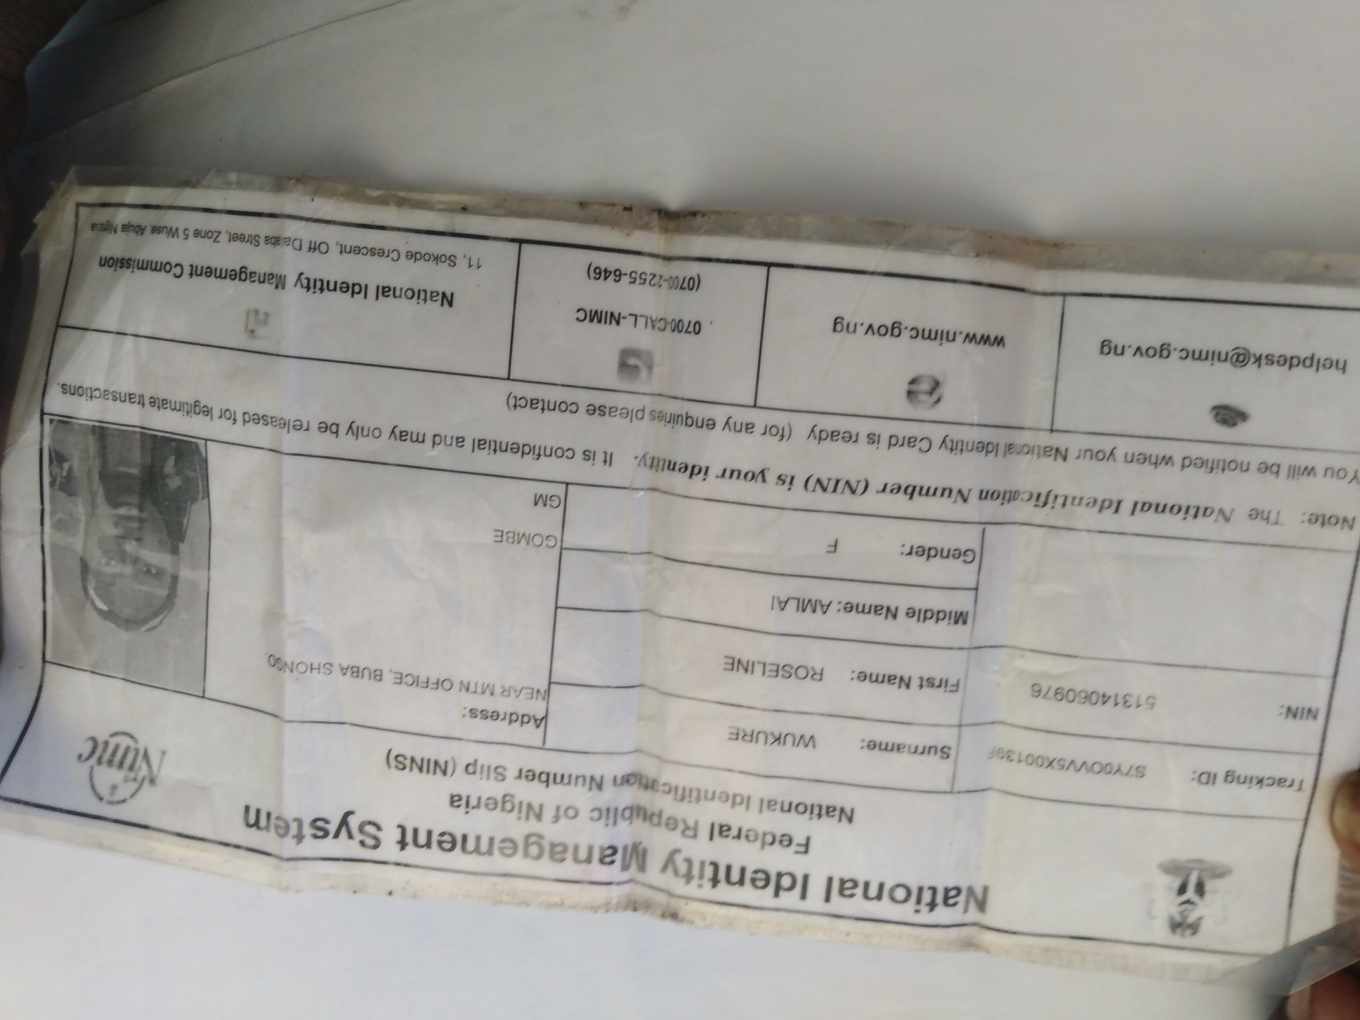 National Identity Management System
Federal Republic of Nigeria
National Identification Number Slip (NINS)
Nimc
Tracking ID:
Surname: WUKURE
Address:
NEAR MTN OFFICE, BUBA SHONGO,
NIN: 51314060976
First Name: ROSELINE
Middle Name: AMLAI
GOMBE
Gender: F
GM
Note: The National Identification Number (NIN) is your identity. It is confidential and may only be released for legitimate transactions.
You will be notified when your National Identity Card is ready (for any enquiries please contact)
helpdesk@nimc.gov.ng
www.nimc.gov.ng
0700-CALL-NIMC
(0700-2255-646)
National Identity Management Commission
11, Sokode Crescent, Off Dalaba Street, Zone 5 Wuse, Abuja Nigeria